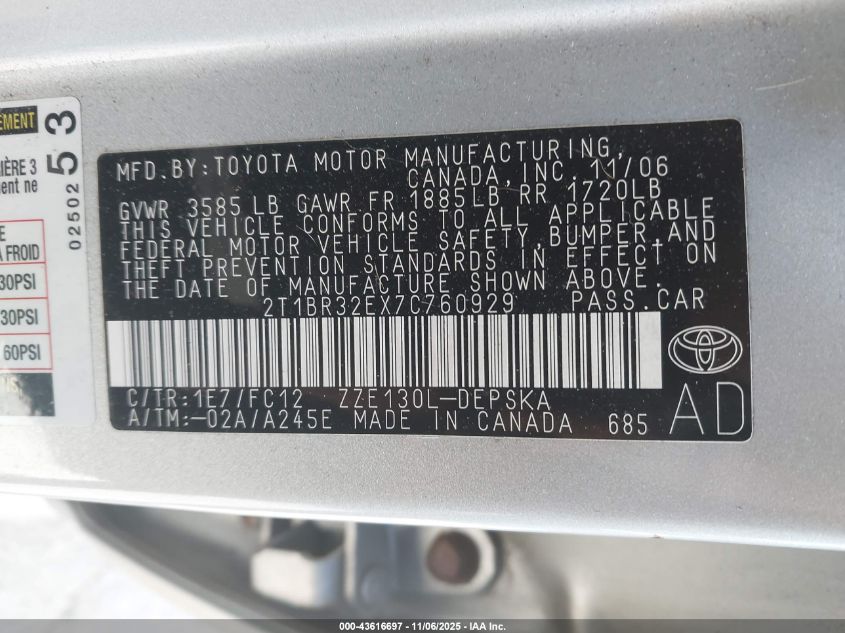 EMENT
IÈRE 3
ment ne
02502 53
E
A FROID
30PSI
30PSI
60PSI
MFD. BY: TOYOTA MOTOR MANUFACTURING,
CANADA, INC. 11/06
GVWR 3585 LB GAWR FR 1885LB RR 1720LB
THIS VEHICLE CONFORMS TO ALL APPLICABLE
FEDERAL MOTOR VEHICLE SAFETY, BUMPER, AND
THEFT PREVENTION STANDARDS IN EFFECT ON
THE DATE OF MANUFACTURE SHOWN ABOVE.
2T1BR32EX7C760929 PASS. CAR
C/TR: 1E7/FC12 ZZE130L-DEPSKA
A/TM: -02A/A245E MADE IN CANADA 685
AD
000-43616697 - 11/06/2025 - IAA Inc.